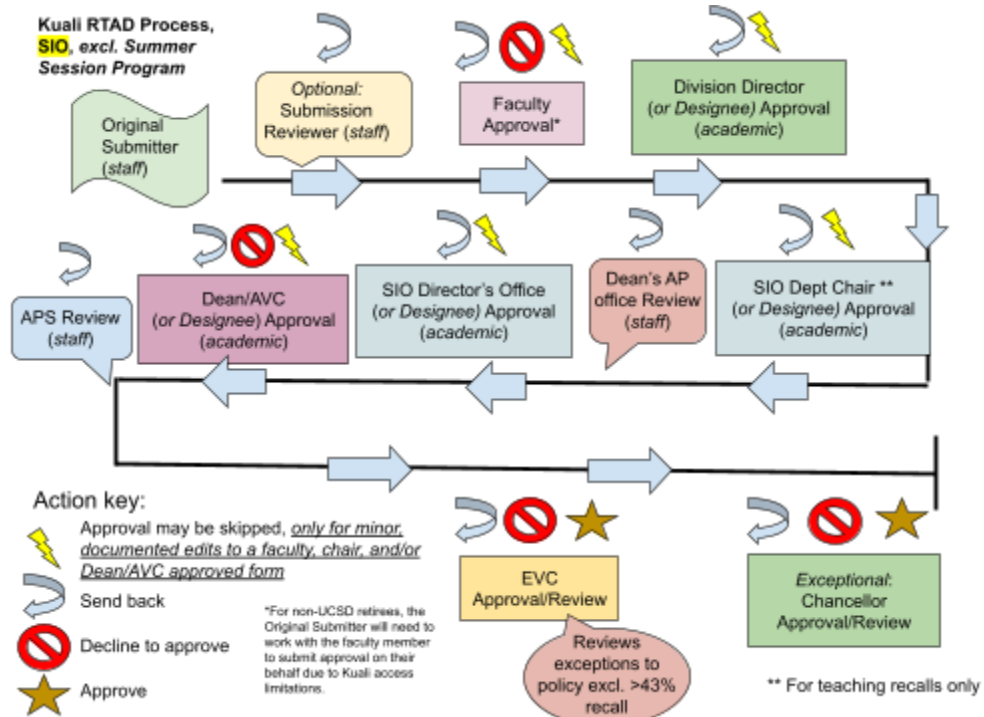 Kuali RTAD Process,
SIO, excl. Summer
Session Program
Original
Submitter
(staff)
Optional:
Submission
Reviewer (staff)
Faculty
Approval*
Division Director
(or Designee) Approval
(academic)
APS Review
(staff)
Dean/AVC
(or Designee) Approval
(academic)
SIO Director's Office
(or Designee) Approval
(academic)
Dean's AP
office Review
(staff)
SIO Dept Chair **
(or Designee) Approval
(academic)
Action key:
Approval may be skipped, only for minor,
documented edits to a faculty, chair, and/or
Dean/AVC approved form
Send back
Decline to approve
Approve
*For non-UCSD retirees, the
Original Submitter will need to
work with the faculty member
to submit approval on their
behalf due to Kuali access
limitations.
EVC
Approval/Review
Reviews
exceptions to
policy excl. >43%
recall
Exceptional:
Chancellor
Approval/Review
** For teaching recalls only